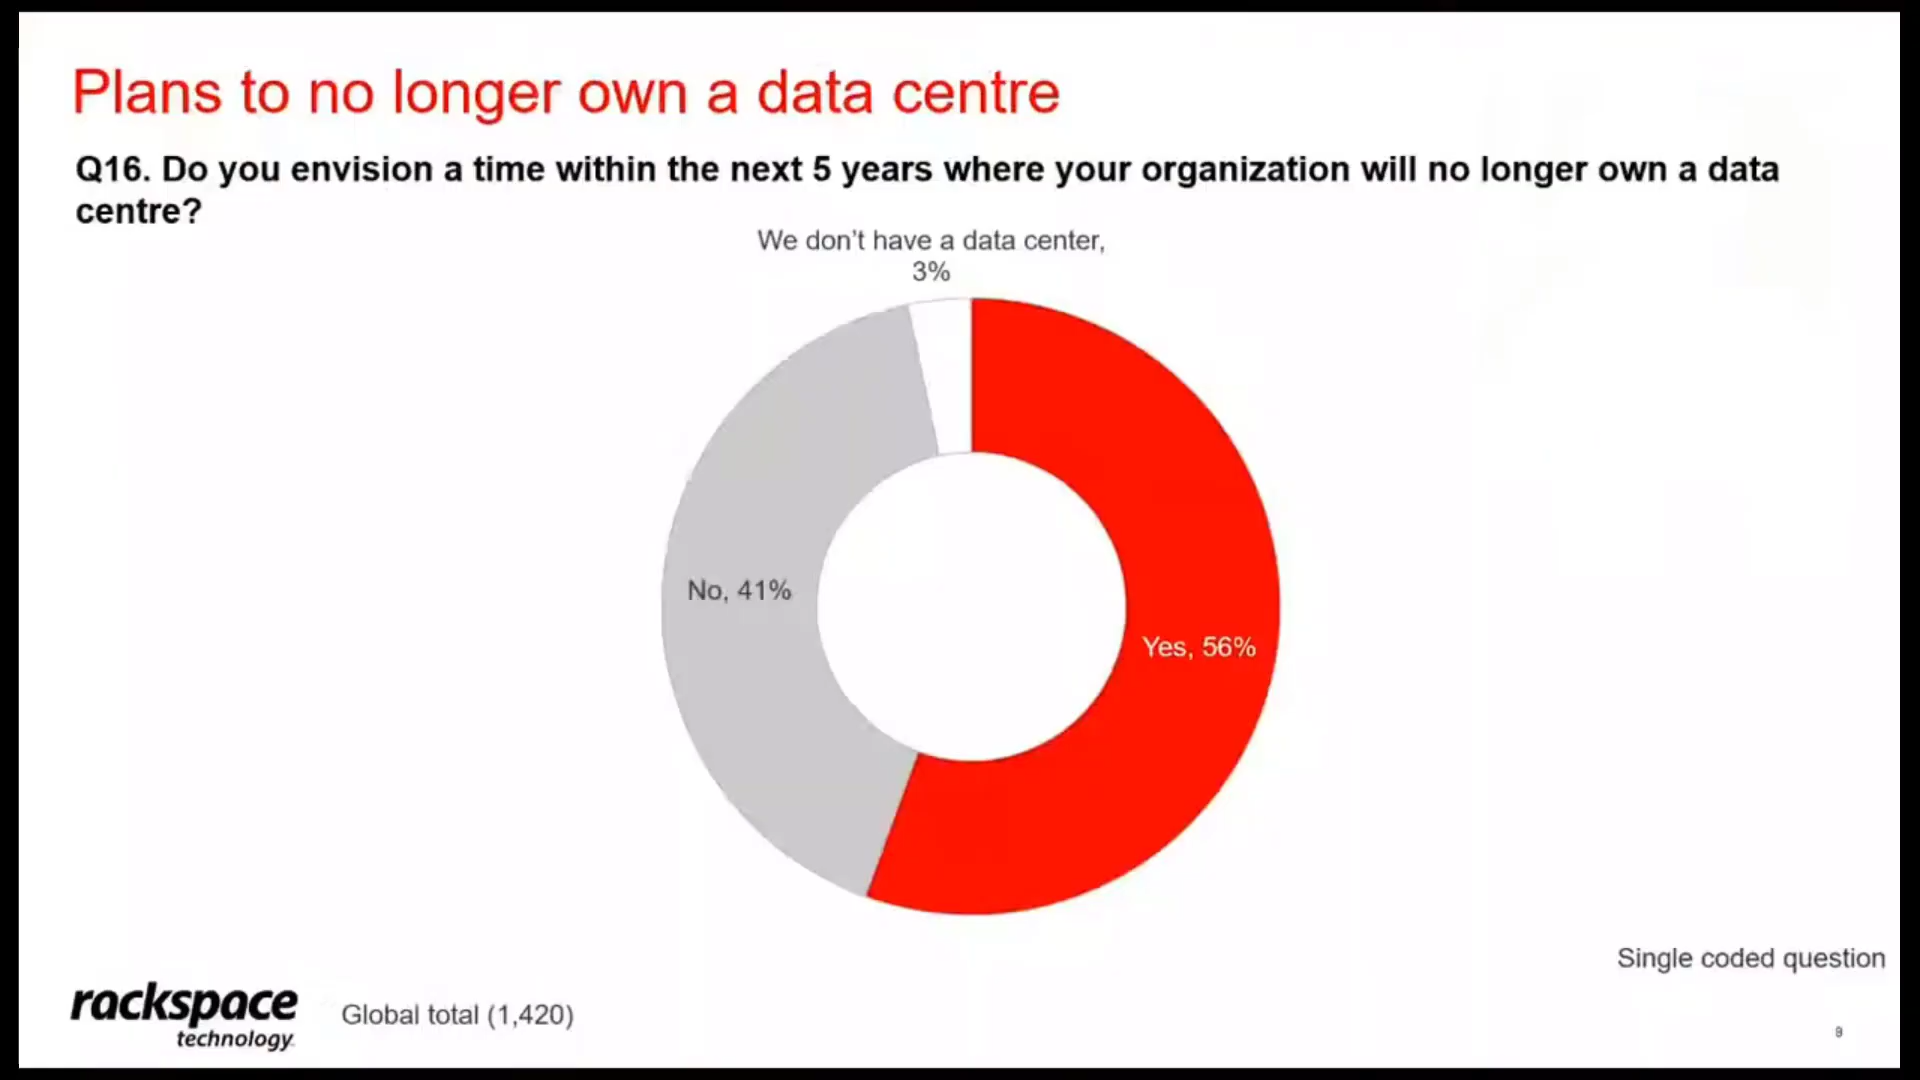 Plans to no longer own a data centre
Q16. Do you envision a time within the next 5 years where your organization will no longer own a data
centre?
We don't have a data center,
3%
No, 41%
Yes, 56%
Single coded question
rackspace
technology
Global total (1,420)
9